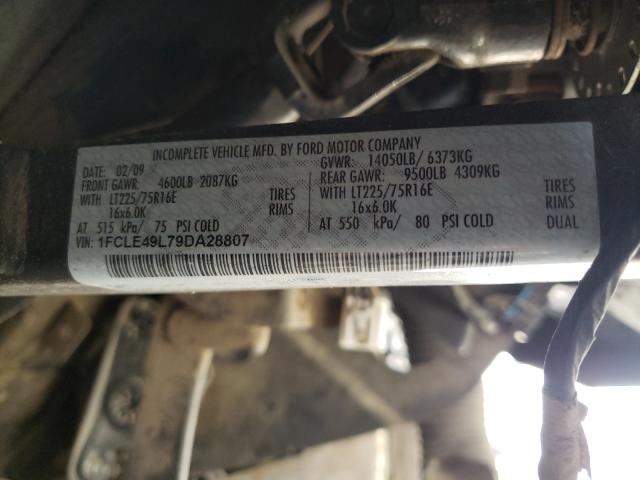 INCOMPLETE VEHICLE MFD. BY FORD MOTOR COMPANY
DATE: 02/09 GVWR: 14050LB/ 6373KG
FRONT GAWR: 4600LB 2087KG REAR GAWR: 9500LB 4309KG
WITH LT225/75R16E TIRES WITH LT225/75R16E TIRES
16x6.0K RIMS 16x6.0K RIMS
AT 515 kPa/ 75 PSI COLD AT 550 kPa/ 80 PSI COLD DUAL
VIN: 1FCLE49L79DA28807